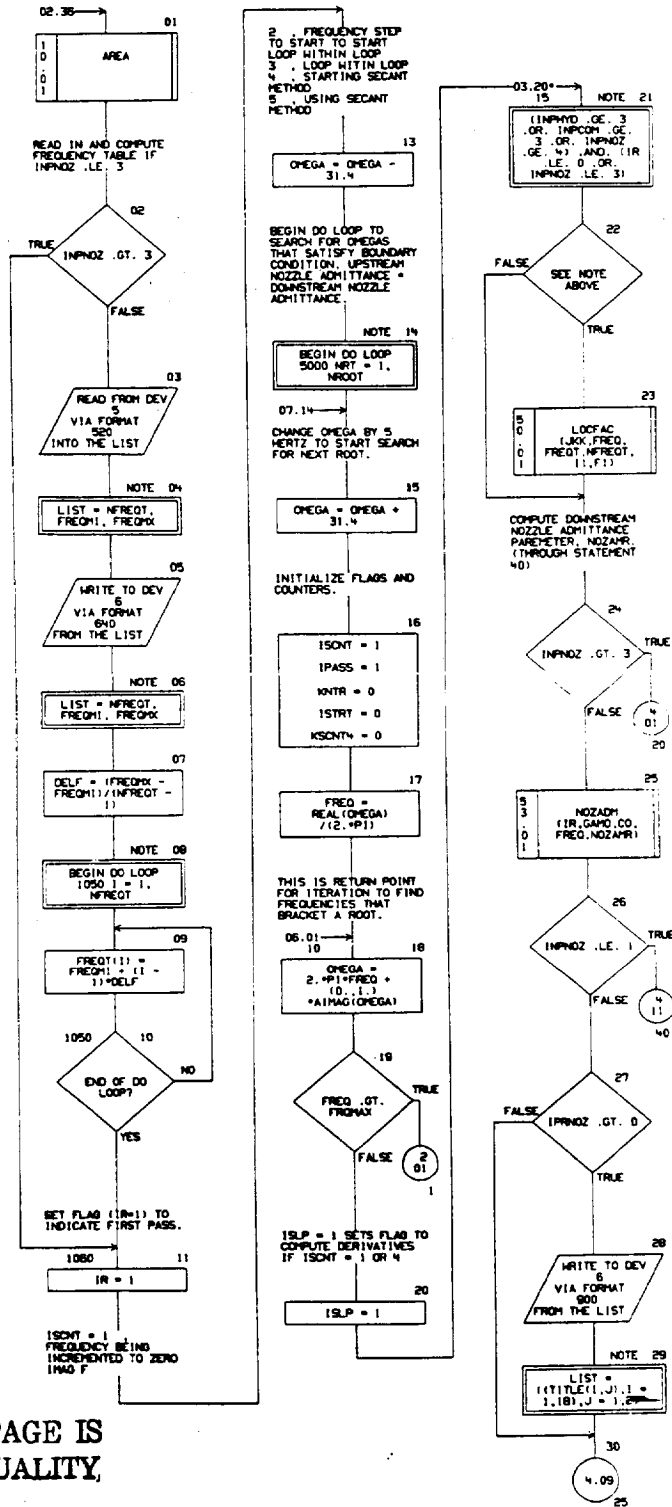 02.36
01
1
0
.
0
1
AREA
READ IN AND COMPUTE
FREQUENCY TABLE IF
INPNOZ .LE. 3
02
TRUE
INPNOZ .GT. 3
FALSE
03
READ FROM DEV
5
VIA FORMAT
520
INTO THE LIST
NOTE 04
LIST = NFREQT,
FREQMI, FREQMX
05
WRITE TO DEV
6
VIA FORMAT
640
FROM THE LIST
NOTE 06
LIST = NFREQT,
FREQMI, FREQMX
07
DELF = (FREQMX -
FREQMI)/(NFREQT -
1)
NOTE 08
BEGIN DO LOOP
1050 I = 1,
NFREQT
09
FREQT(I) =
FREQMI + (I -
1)*DELF
1050 10
END OF DO
LOOP?
NO
YES
SET FLAG (IR=1) TO
INDICATE FIRST PASS.
1060 11
IR = 1
ISCNT = 1
FREQUENCY BEING
INCREMENTED TO ZERO
IMAG F
PAGE IS
QUALITY,
2 , FREQUENCY STEP
TO START TO START
LOOP WITHIN LOOP
3 , LOOP WITIN LOOP
4 , STARTING SECANT
METHOD
5 , USING SECANT
METHOD
13
OMEGA = OMEGA -
31.4
BEGIN DO LOOP TO
SEARCH FOR OMEGAS
THAT SATISFY BOUNDARY
CONDITION, UPSTREAM
NOZZLE ADMITTANCE =
DOWNSTREAM NOZZLE
ADMITTANCE.
NOTE 14
BEGIN DO LOOP
5000 NRT = 1,
NROOT
07.14
CHANGE OMEGA BY 5
HERTZ TO START SEARCH
FOR NEXT ROOT.
15
OMEGA = OMEGA +
31.4
INITIALIZE FLAGS AND
COUNTERS.
16
ISCNT = 1
IPASS = 1
KNTR = 0
ISTRT = 0
KSCNT4 = 0
17
FREQ =
REAL(OMEGA)
/(2.*PI)
THIS IS RETURN POINT
FOR ITERATION TO FIND
FREQUENCIES THAT
BRACKET A ROOT.
06.01
10 18
OMEGA =
2.*PI*FREQ +
(0.,1.)
*AIMAG(OMEGA)
19
FREQ .GT.
FRQMAX
TRUE
FALSE
2
01
1
ISLP = 1 SETS FLAG TO
COMPUTE DERIVATIVES
IF ISCNT = 1 OR 4
20
ISLP = 1
03.20*
15 NOTE 21
(INPHYD .GE. 3
.OR. INPCOM .GE.
3 .OR. INPNOZ
.GE. 4) .AND. (IR
.LE. 0 .OR.
INPNOZ .LE. 3)
22
FALSE
SEE NOTE
ABOVE
TRUE
23
5
0
.
0
1
LOCFAC
(JKK,FREQ,
FREQT,NFREQT,
I1,F1)
COMPUTE DOWNSTREAM
NOZZLE ADMITTANCE
PAREMETER, NOZAMR.
(THROUGH STATEMENT
40)
24
TRUE
INPNOZ .GT. 3
FALSE
4
01
20
25
5
3
.
0
1
NOZADM
(IR,GAMO,CO,
FREQ,NOZAMR)
26
TRUE
INPNOZ .LE. 1
FALSE
4
11
40
27
FALSE
IPRNOZ .GT. 0
TRUE
28
WRITE TO DEV
6
VIA FORMAT
900
FROM THE LIST
NOTE 29
LIST =
((TITLE(I,J),I =
1,18),J = 1,2)
30
4.09
25